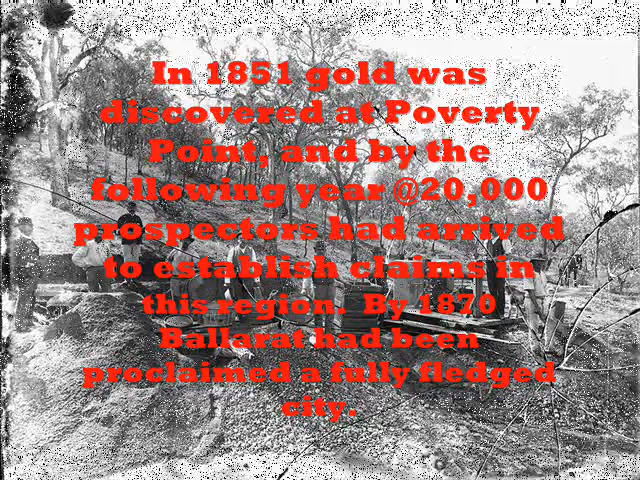 In 1851 gold was
discovered at Poverty
Point, and by the
following year @20,000
prospectors had arrived
to establish claims in
this region.  By 1870
Ballarat had been
proclaimed a fully fledged
city.